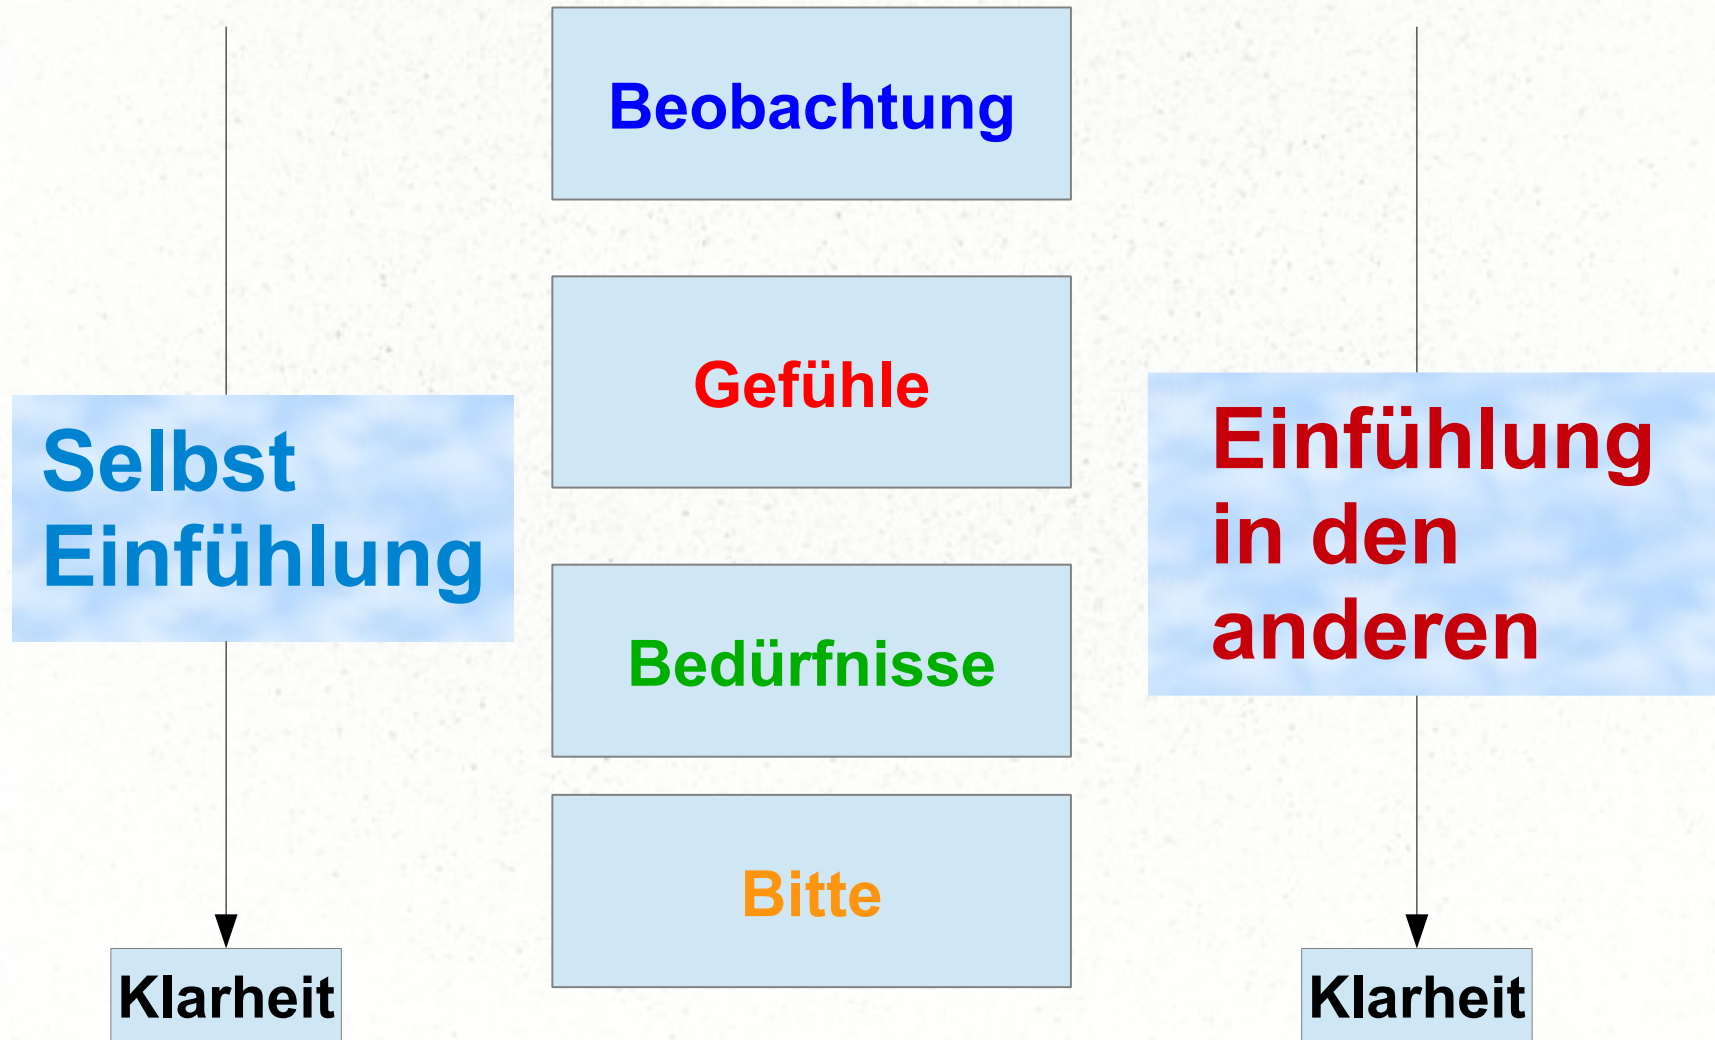 Beobachtung
Gefühle
Selbst
Einfühlung
Einfühlung
in den
anderen
Bedürfnisse
Bitte
Klarheit
Klarheit